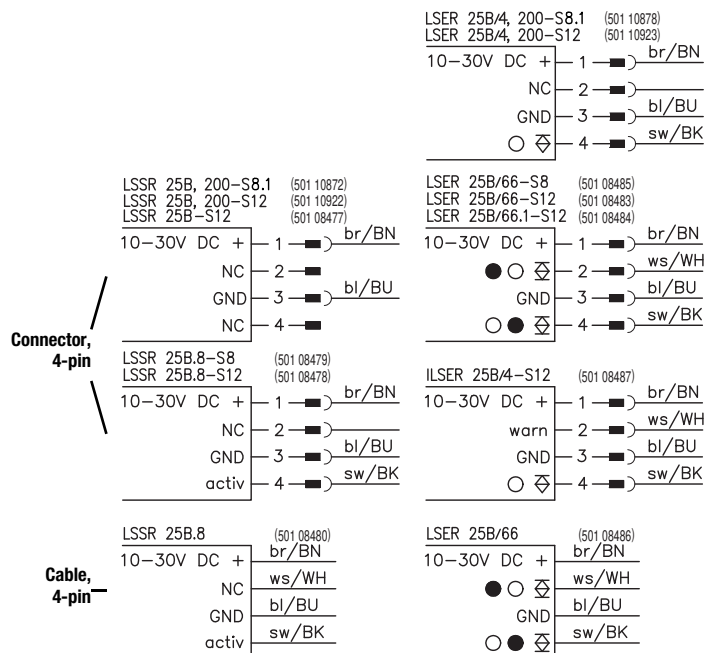 LSER 25B/4, 200-S8.1 (501 10878)
LSER 25B/4, 200-S12 (501 10923)
10-30V DC + 1 br/BN
NC 2
GND 3 bl/BU
4 sw/BK
LSSR 25B, 200-S8.1 (501 10872)
LSSR 25B, 200-S12 (501 10922)
LSSR 25B-S12 (501 08477)
10-30V DC + 1 br/BN
NC 2
GND 3 bl/BU
NC 4
LSER 25B/66-S8 (501 08485)
LSER 25B/66-S12 (501 08483)
LSER 25B/66.1-S12 (501 08484)
10-30V DC + 1 br/BN
2 ws/WH
GND 3 bl/BU
4 sw/BK
Connector,
4-pin
LSSR 25B.8-S8 (501 08479)
LSSR 25B.8-S12 (501 08478)
10-30V DC + 1 br/BN
NC 2
GND 3 bl/BU
activ 4 sw/BK
ILSER 25B/4-S12 (501 08487)
10-30V DC + 1 br/BN
warn 2 ws/WH
GND 3 bl/BU
4 sw/BK
Cable,
4-pin
LSSR 25B.8 (501 08480)
10-30V DC + br/BN
NC ws/WH
GND bl/BU
activ sw/BK
LSER 25B/66 (501 08486)
10-30V DC + br/BN
ws/WH
GND bl/BU
sw/BK